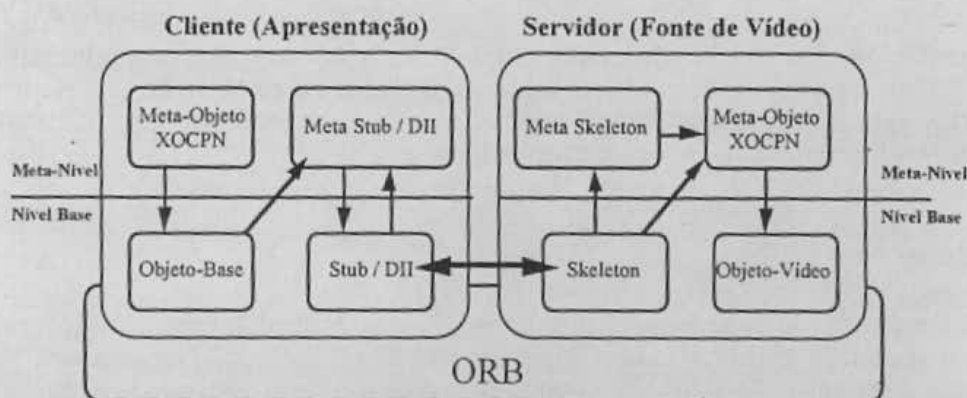 Cliente (Apresentação)
Servidor (Fonte de Vídeo)
Meta-Objeto
XOCPN
Meta Stub / DII
Meta Skeleton
Meta-Objeto
XOCPN
Meta-Nível
Nível Base
Meta-Nível
Nível Base
Objeto-Base
Stub / DII
Skeleton
Objeto-Vídeo
ORB